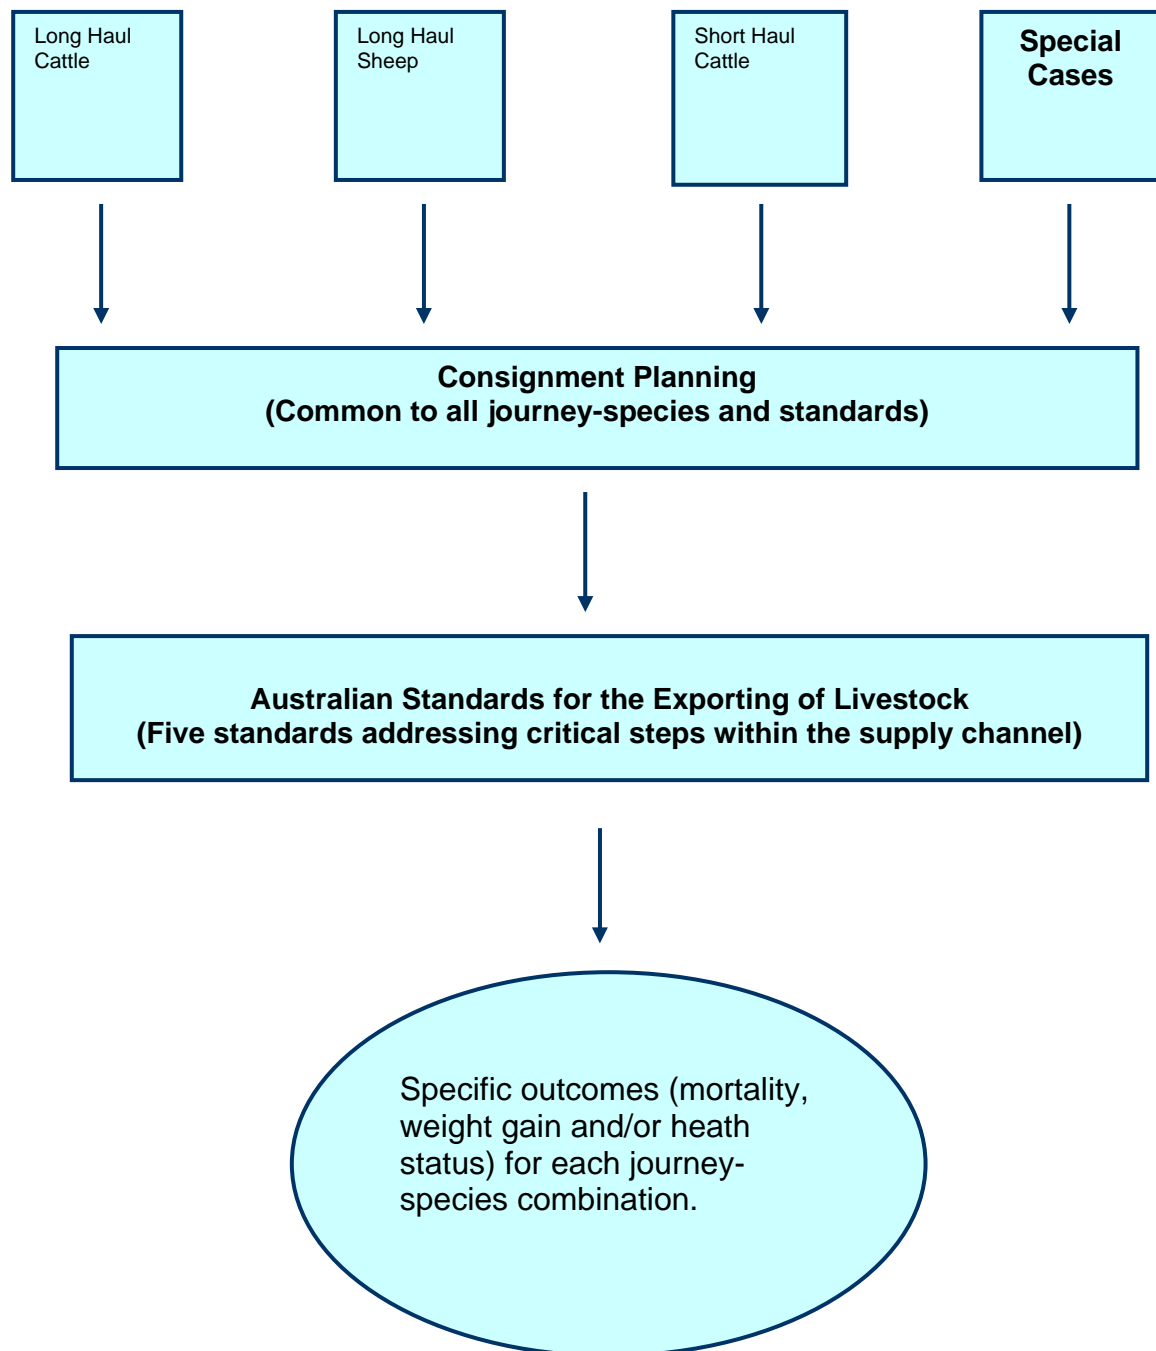 Long Haul
Cattle
Long Haul
Sheep
Short Haul
Cattle
Special
Cases
Consignment Planning
(Common to all journey-species and standards)
Australian Standards for the Exporting of Livestock
(Five standards addressing critical steps within the supply channel)
Specific outcomes (mortality,
weight gain and/or heath
status) for each journey-
species combination.